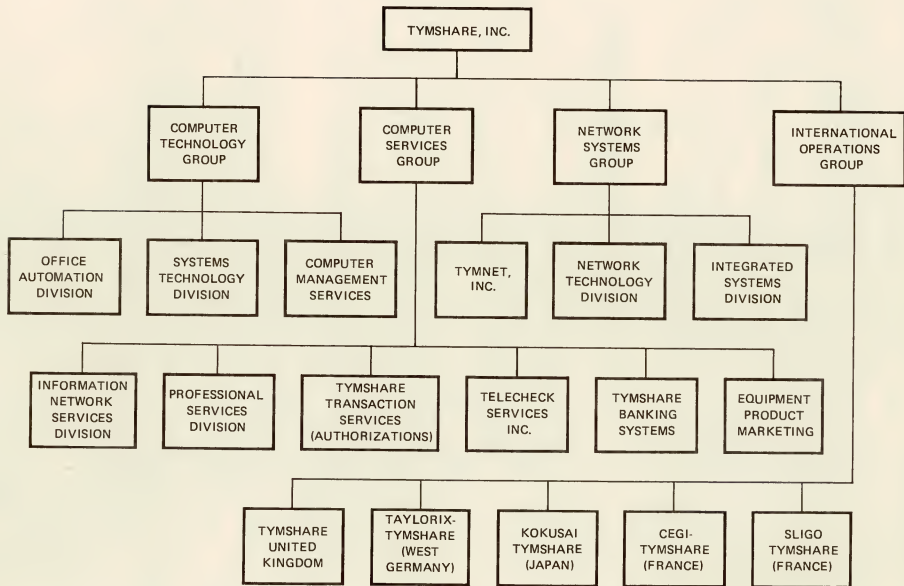 TYMSHARE, INC.
COMPUTER
TECHNOLOGY
GROUP
COMPUTER
SERVICES
GROUP
NETWORK
SYSTEMS
GROUP
INTERNATIONAL
OPERATIONS
GROUP
OFFICE
AUTOMATION
DIVISION
SYSTEMS
TECHNOLOGY
DIVISION
COMPUTER
MANAGEMENT
SERVICES
TYMNET,
INC.
NETWORK
TECHNOLOGY
DIVISION
INTEGRATED
SYSTEMS
DIVISION
INFORMATION
NETWORK
SERVICES
DIVISION
PROFESSIONAL
SERVICES
DIVISION
TYMSHARE
TRANSACTION
SERVICES
(AUTHORIZATIONS)
TELECHECK
SERVICES
INC.
TYMSHARE
BANKING
SYSTEMS
EQUIPMENT
PRODUCT
MARKETING
TYMSHARE
UNITED
KINGDOM
TAYLORIX-
TYMSHARE
(WEST
GERMANY)
KOKUSAI
TYMSHARE
(JAPAN)
CEGI-
TYMSHARE
(FRANCE)
SLIGO
TYMSHARE
(FRANCE)